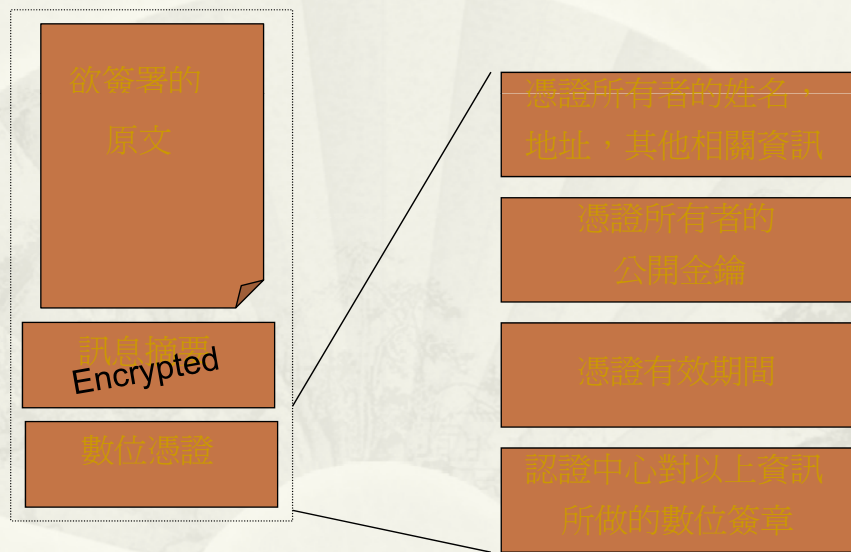 欲簽署的
原文
訊息摘要
Encrypted
數位憑證
憑證所有者的姓名，
地址，其他相關資訊
憑證所有者的
公開金鑰
憑證有效期間
認證中心對以上資訊
所做的數位簽章